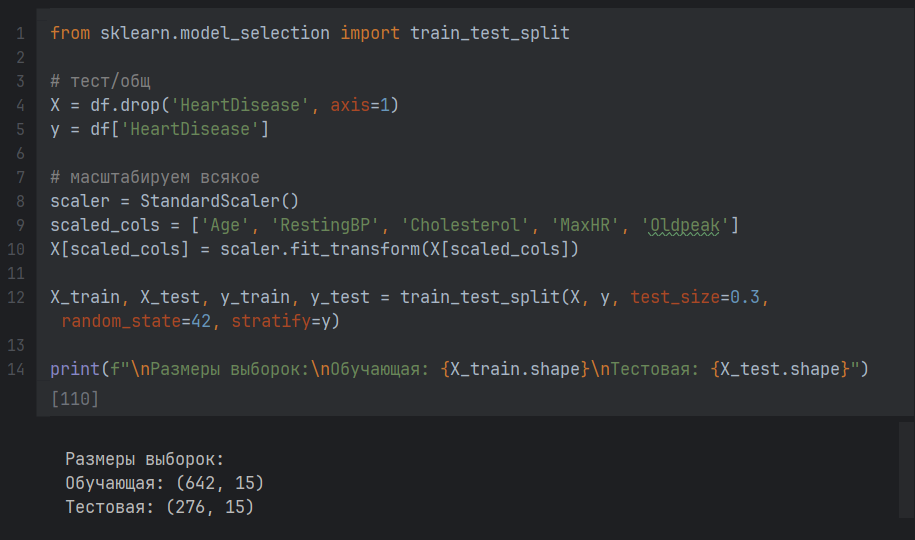 1 from sklearn.model_selection import train_test_split
2
3 # тест/общ
4 X = df.drop('HeartDisease', axis=1)
5 y = df['HeartDisease']
6
7 # масштабируем всякое
8 scaler = StandardScaler()
9 scaled_cols = ['Age', 'RestingBP', 'Cholesterol', 'MaxHR', 'Oldpeak']
10 X[scaled_cols] = scaler.fit_transform(X[scaled_cols])
11
12 X_train, X_test, y_train, y_test = train_test_split(X, y, test_size=0.3,
random_state=42, stratify=y)
13
14 print(f"\nРазмеры выборок:\nОбучающая: {X_train.shape}\nТестовая: {X_test.shape}")
[110]
Размеры выборок:
Обучающая: (642, 15)
Тестовая: (276, 15)